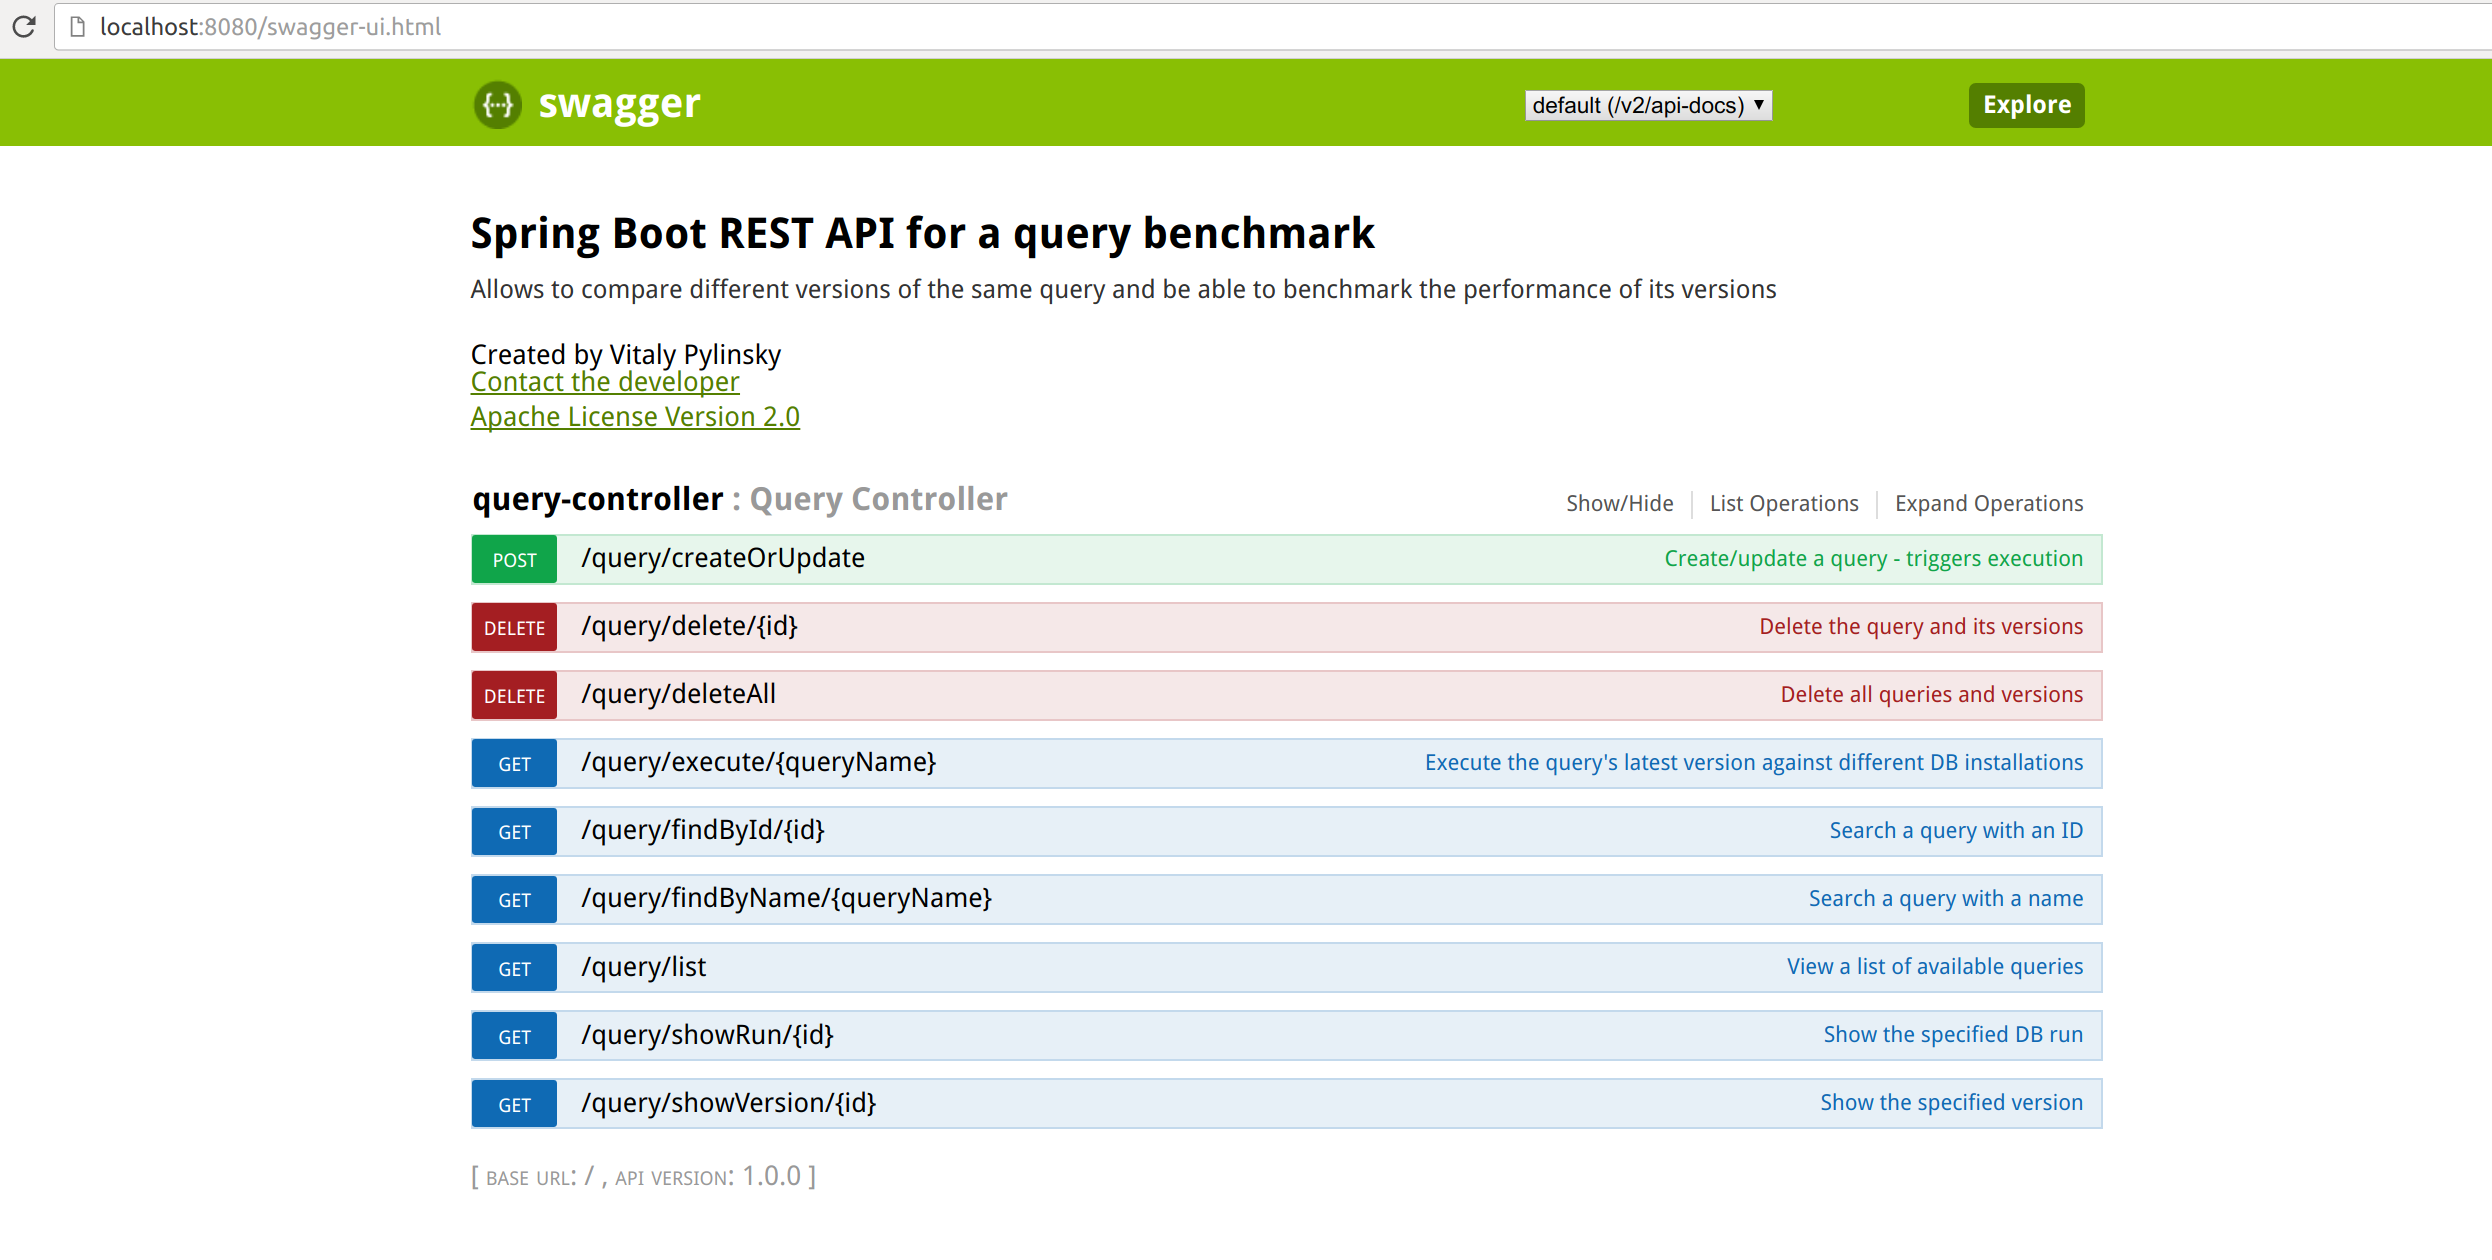 localhost:8080/swagger-ui.html
{···} swagger default (/v2/api-docs) ▼ Explore
Spring Boot REST API for a query benchmark
Allows to compare different versions of the same query and be able to benchmark the performance of its versions
Created by Vitaly Pylinsky
Contact the developer
Apache License Version 2.0
query-controller : Query Controller Show/Hide List Operations Expand Operations
POST /query/createOrUpdate Create/update a query - triggers execution
DELETE /query/delete/{id} Delete the query and its versions
DELETE /query/deleteAll Delete all queries and versions
GET /query/execute/{queryName} Execute the query's latest version against different DB installations
GET /query/findById/{id} Search a query with an ID
GET /query/findByName/{queryName} Search a query with a name
GET /query/list View a list of available queries
GET /query/showRun/{id} Show the specified DB run
GET /query/showVersion/{id} Show the specified version
[ BASE URL: / , API VERSION: 1.0.0 ]